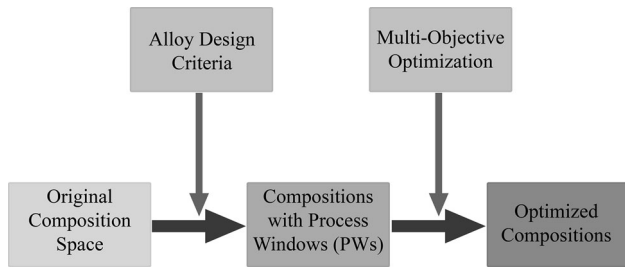 Alloy Design
Criteria
Multi-Objective
Optimization
Original
Composition
Space
Compositions
with Process
Windows (PWs)
Optimized
Compositions